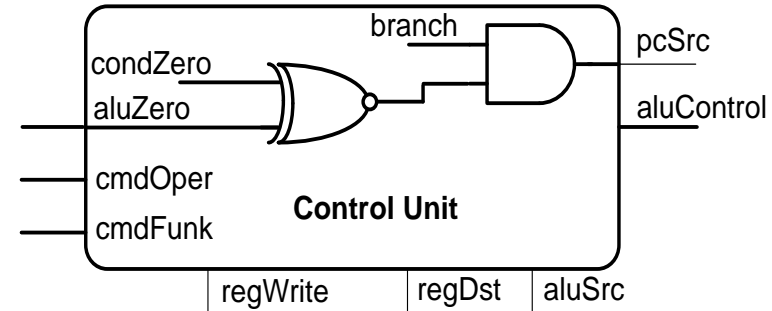 branch
pcSrc
condZero
aluZero
aluControl
cmdOper
Control Unit
cmdFunk
regWrite
regDst
aluSrc